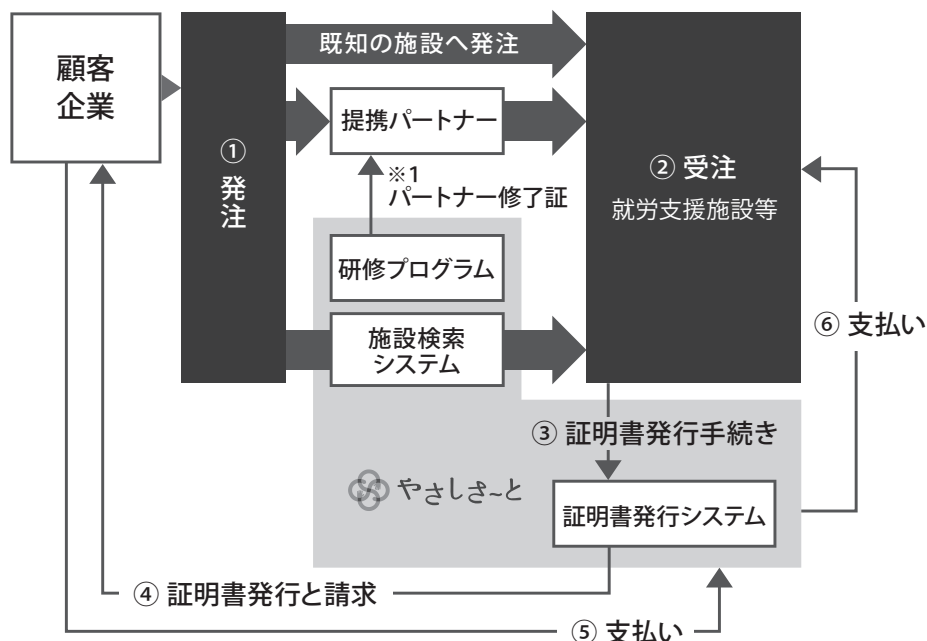 顧客
企業
①
発
注
既知の施設へ発注
提携パートナー
※1
パートナー修了証
研修プログラム
施設検索
システム
② 受注
就労支援施設等
⑥ 支払い
③ 証明書発行手続き
やさしさ~と
証明書発行システム
④ 証明書発行と請求
⑤ 支払い